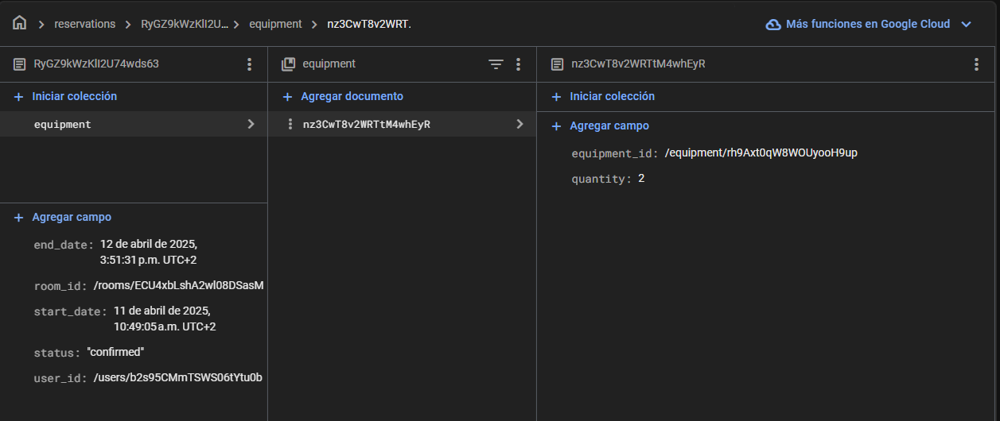 reservations RyGZ9kWzKlI2U... equipment nz3CwT8v2WRT.
Más funciones en Google Cloud
RyGZ9kWzKlI2U74wds63
equipment
nz3CwT8v2WRTtM4whEyR
+ Iniciar colección
+ Agregar documento
+ Iniciar colección
equipment
nz3CwT8v2WRTtM4whEyR
+ Agregar campo
equipment_id: /equipment/rh9Axt0qW8WOUyooH9up
quantity: 2
+ Agregar campo
end_date: 12 de abril de 2025,
3:51:31 p.m. UTC+2
room_id: /rooms/ECU4xbLshA2wl08DSasM
start_date: 11 de abril de 2025,
10:49:05 a.m. UTC+2
status: "confirmed"
user_id: /users/b2s95CMmTSWS06tYtu0b